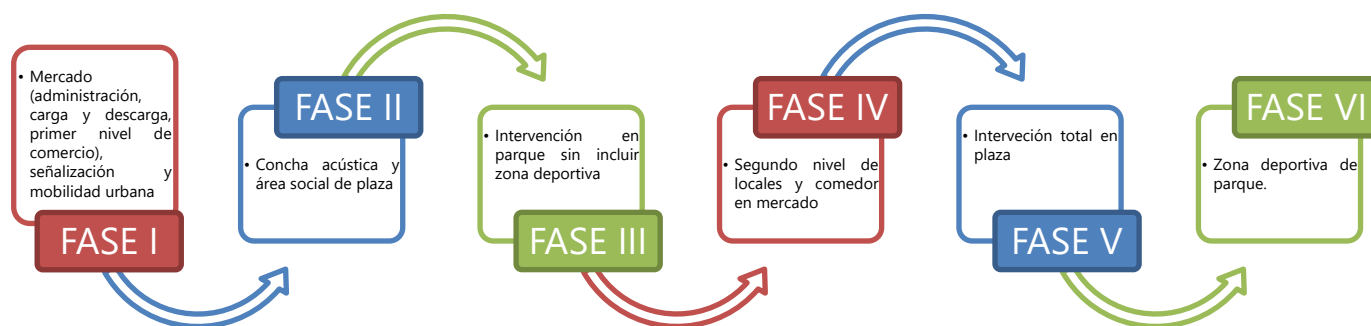 • Mercado
(administración,
carga y descarga,
primer nivel de
comercio),
señalización y
mobilidad urbana
FASE I
FASE II
• Concha acústica y
área social de plaza
• Intervención en
parque sin incluir
zona deportiva
FASE III
FASE IV
• Segundo nivel de
locales y comedor
en mercado
• Interveción total en
plaza
FASE V
FASE VI
• Zona deportiva de
parque.